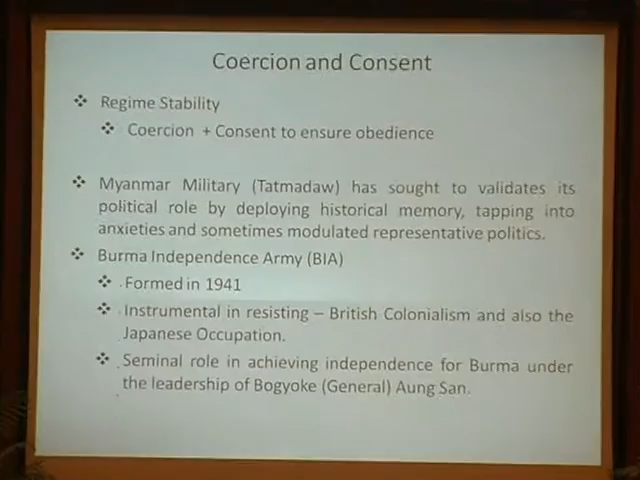 Coercion and Consent
❖ Regime Stability
❖ Coercion + Consent to ensure obedience
❖ Myanmar Military (Tatmadaw) has sought to validates its
political role by deploying historical memory, tapping into
anxieties and sometimes modulated representative politics.
❖ Burma Independence Army (BIA)
❖ Formed in 1941
❖ Instrumental in resisting – British Colonialism and also the
Japanese Occupation.
❖ Seminal role in achieving independence for Burma under
the leadership of Bogyoke (General) Aung San.